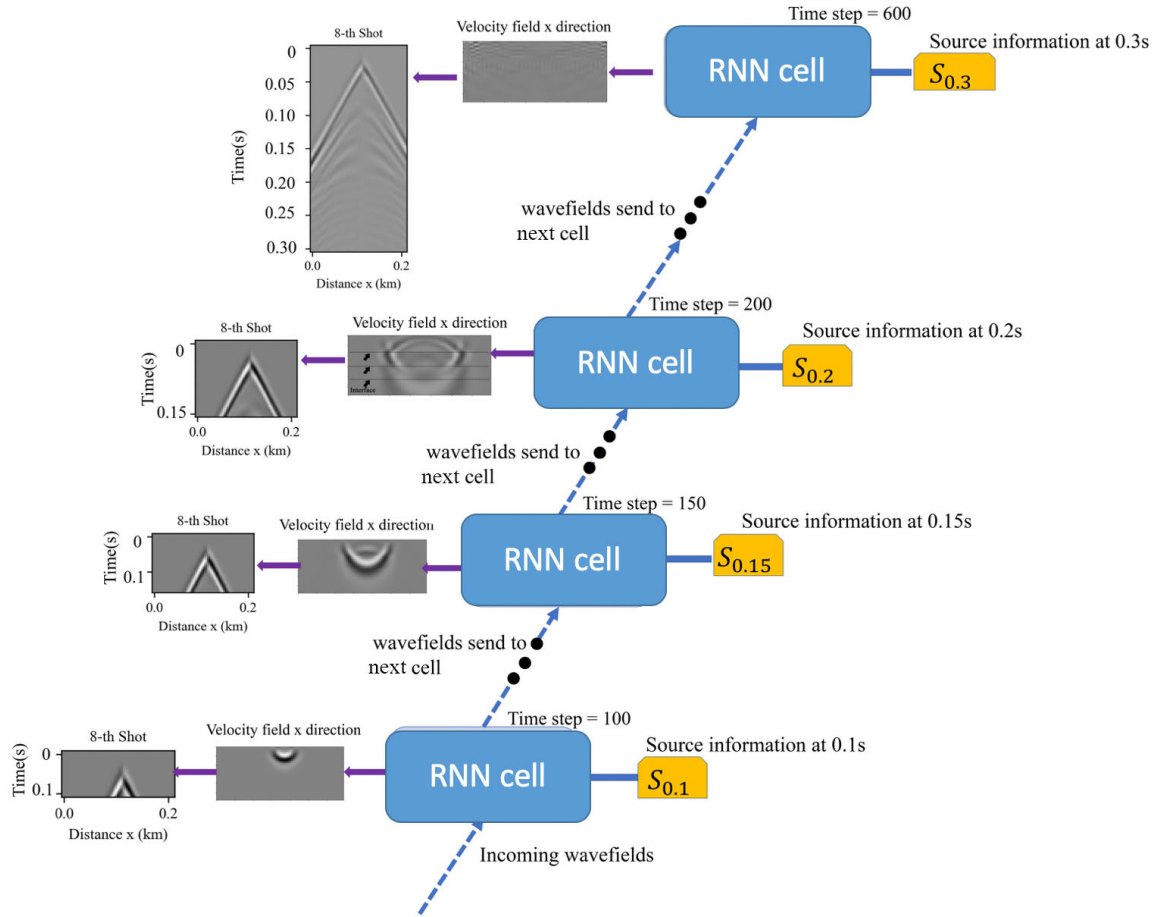 Time step = 600
8-th Shot
Velocity field x direction
Source information at 0.3s
RNN cell
S0.3
Time(s)
0
0.05
0.10
0.15
0.20
0.25
0.30
0.0
0.2
Distance x (km)
wavefields send to
next cell
Time step = 200
8-th Shot
Velocity field x direction
Source information at 0.2s
RNN cell
S0.2
Time(s)
0
0.15
Interface
0.0
0.2
Distance x (km)
wavefields send to
next cell
Time step = 150
8-th Shot
Velocity field x direction
Source information at 0.15s
RNN cell
S0.15
Time(s)
0
0.1
0.0
0.2
Distance x (km)
wavefields send to
next cell
Time step = 100
8-th Shot
Velocity field x direction
Source information at 0.1s
RNN cell
S0.1
Time(s)
0
0.1
0.0
0.2
Distance x (km)
Incoming wavefields